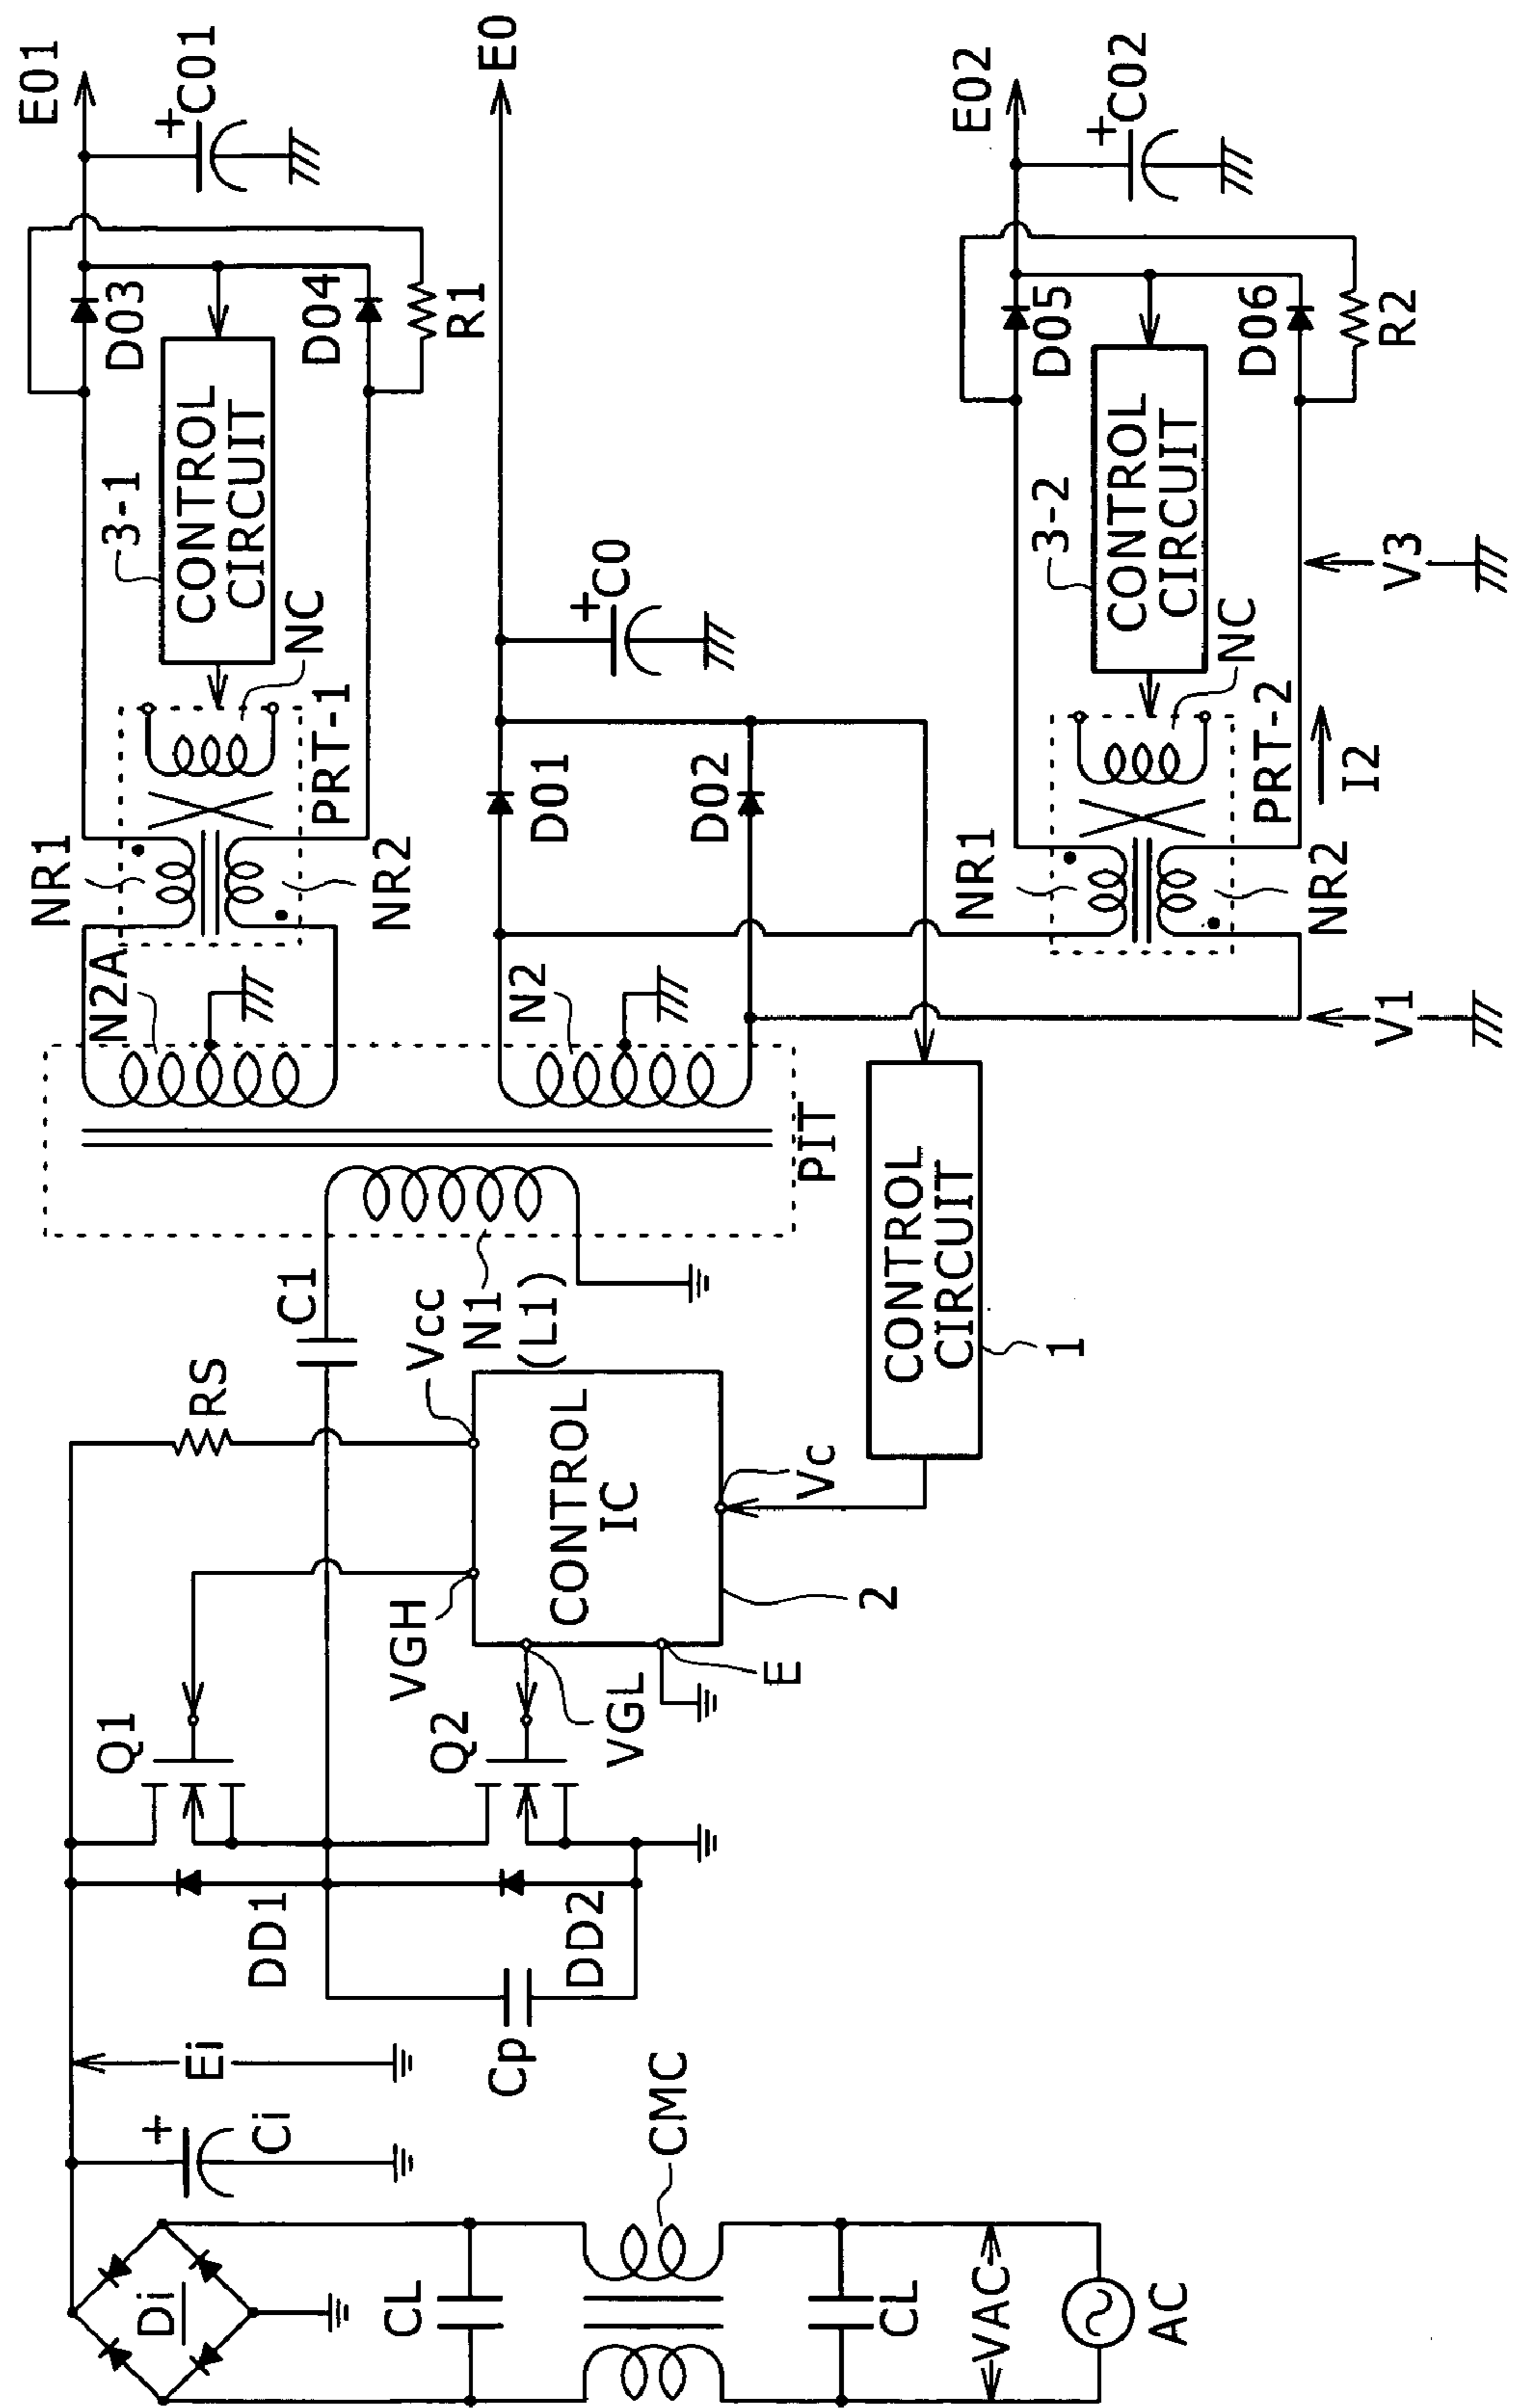 E01
+
C01
D03
D04
R1
3-1
CONTROL
CIRCUIT
NC
PRT-1
NR1
NR2
N2A
E0
+
C0
D01
D02
N2
PIT
E02
+
C02
D05
D06
R2
3-2
CONTROL
CIRCUIT
NC
PRT-2
NR1
NR2
I2
V3
V1
CONTROL
CIRCUIT
1
C1
N1
(L1)
RS
Vcc
CONTROL
IC
Vc
2
VGH
VGL
E
Q1
Q2
DD1
DD2
Cp
Ei
+
Ci
Di
CL
CMC
CL
VAC
AC